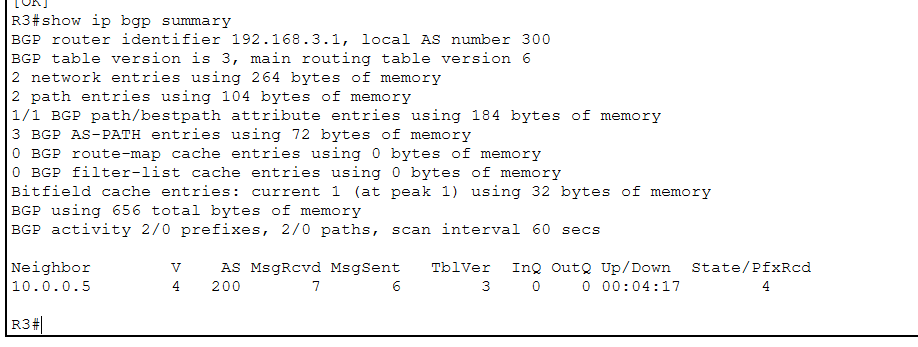 [OK]
R3#show ip bgp summary
BGP router identifier 192.168.3.1, local AS number 300
BGP table version is 3, main routing table version 6
2 network entries using 264 bytes of memory
2 path entries using 104 bytes of memory
1/1 BGP path/bestpath attribute entries using 184 bytes of memory
3 BGP AS-PATH entries using 72 bytes of memory
0 BGP route-map cache entries using 0 bytes of memory
0 BGP filter-list cache entries using 0 bytes of memory
Bitfield cache entries: current 1 (at peak 1) using 32 bytes of memory
BGP using 656 total bytes of memory
BGP activity 2/0 prefixes, 2/0 paths, scan interval 60 secs
Neighbor V AS MsgRcvd MsgSent TblVer InQ OutQ Up/Down State/PfxRcd
10.0.0.5 4 200 7 6 3 0 0 00:04:17 4
R3#